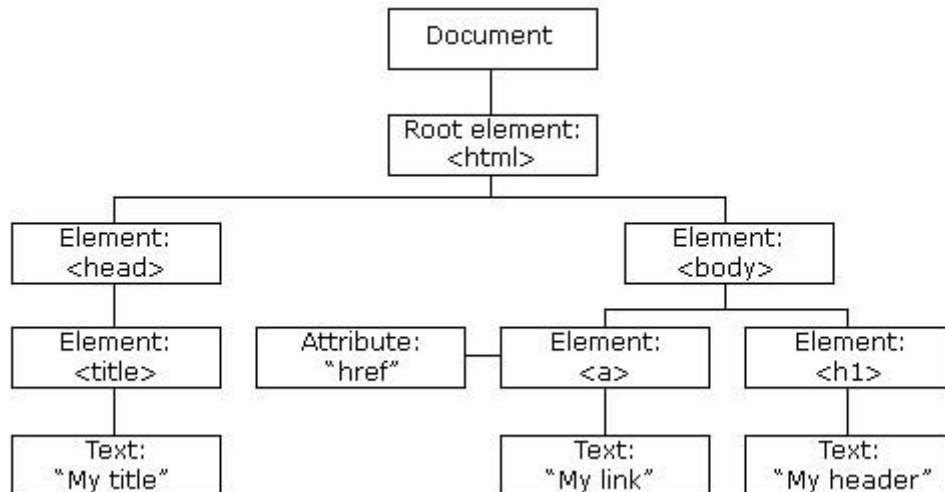 Document
Root element:
<html>
Element:
<head>
Element:
<body>
Element:
<title>
Attribute:
“href”
Element:
<a>
Element:
<h1>
Text:
“My title”
Text:
“My link”
Text:
“My header”